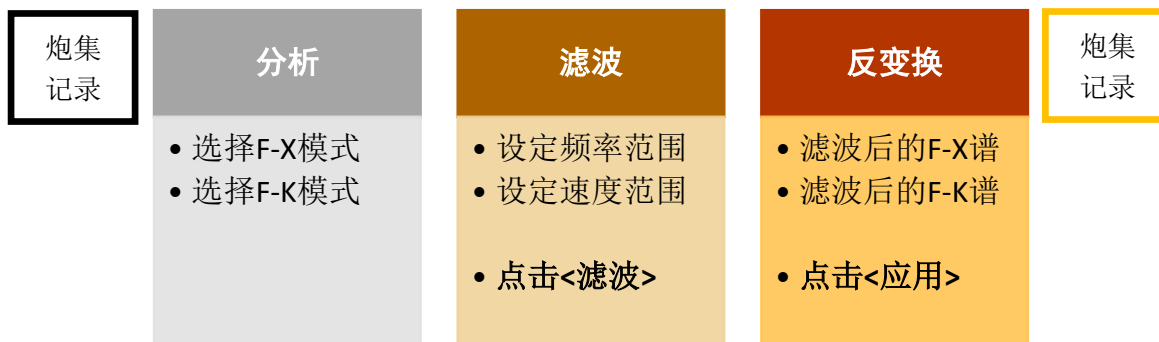 炮集
记录
分析
• 选择F-X模式
• 选择F-K模式
滤波
• 设定频率范围
• 设定速度范围
• 点击<滤波>
反变换
• 滤波后的F-X谱
• 滤波后的F-K谱
• 点击<应用>
炮集
记录